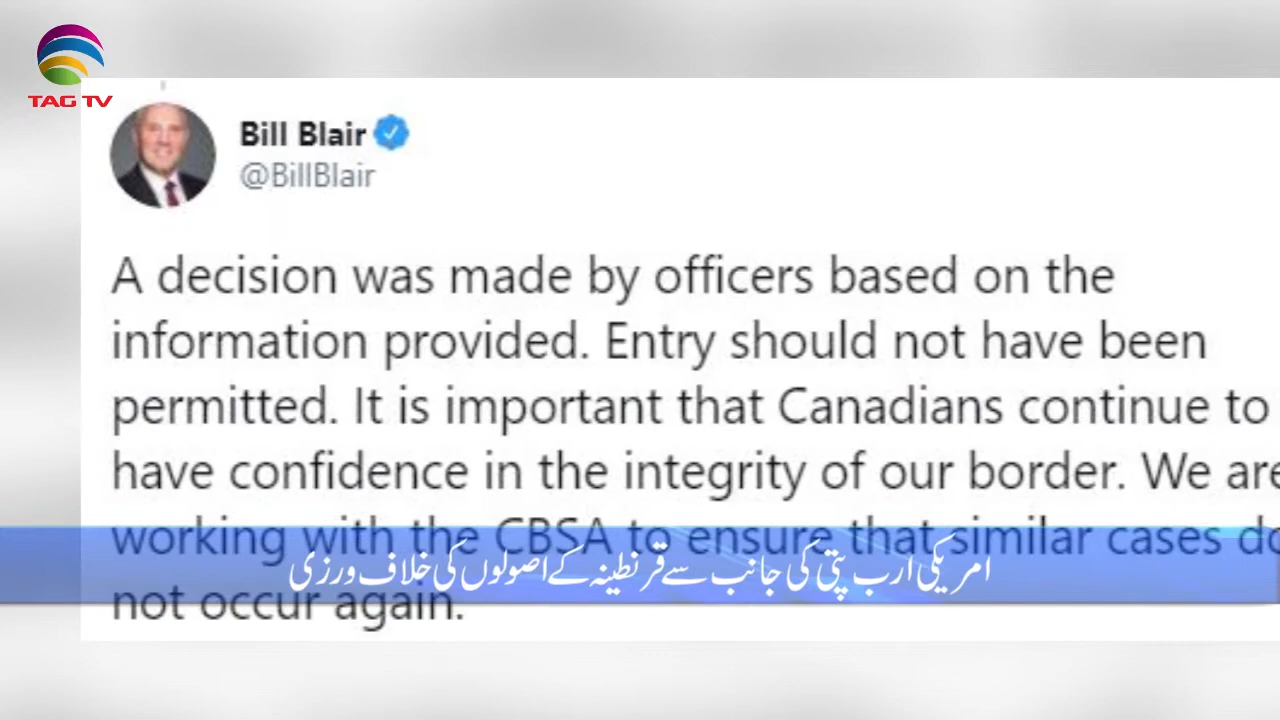 TAG TV
Bill Blair
@BillBlair
A decision was made by officers based on the
information provided. Entry should not have been
permitted. It is important that Canadians continue to
have confidence in the integrity of our border. We are
working with the CBSA to ensure that similar cases do
امریکی ارب پتی کی جانب سے قرنطینہ کے اصولوں کی خلاف ورزی
not occur again.